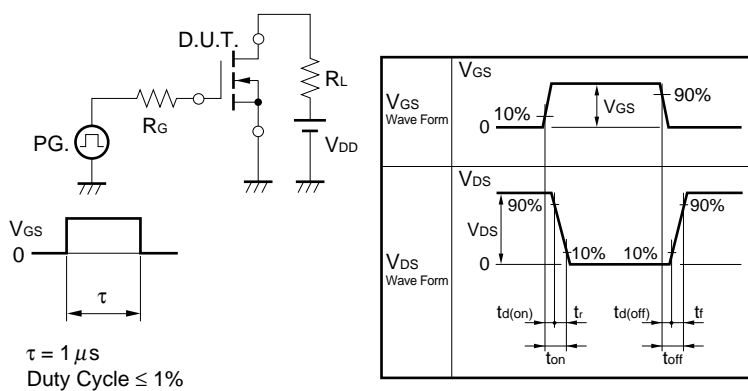 D.U.T.
RL
RG
VDD
PG.
VGS
0
τ
τ = 1 μs
Duty Cycle ≤ 1%
VGS
Wave Form
VGS
10%
0
VGS
90%
VDS
Wave Form
VDS
VDS
90%
90%
10%
10%
0
td(on)
tr
td(off)
tf
ton
toff